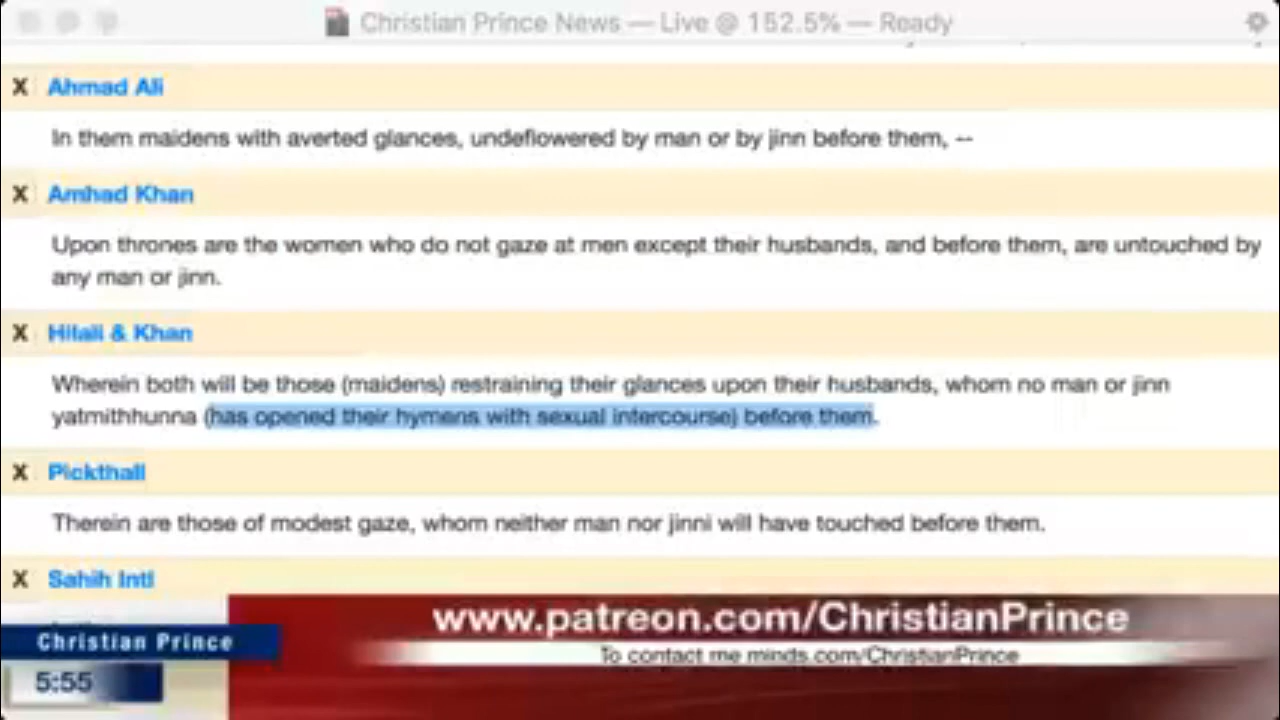 Christian Prince News — Live @ 152.5% — Ready
X Ahmad Ali
In them maidens with averted glances, undeflowered by man or by jinn before them, --
X Amhad Khan
Upon thrones are the women who do not gaze at men except their husbands, and before them, are untouched by
any man or jinn.
X Hilali & Khan
Wherein both will be those (maidens) restraining their glances upon their husbands, whom no man or jinn
yatmithhunna (has opened their hymens with sexual intercourse) before them.
X Pickthall
Therein are those of modest gaze, whom neither man nor jinni will have touched before them.
X Sahih Intl
www.patreon.com/ChristianPrince
Christian Prince
To contact me minds.com/ChristianPrince
5:55